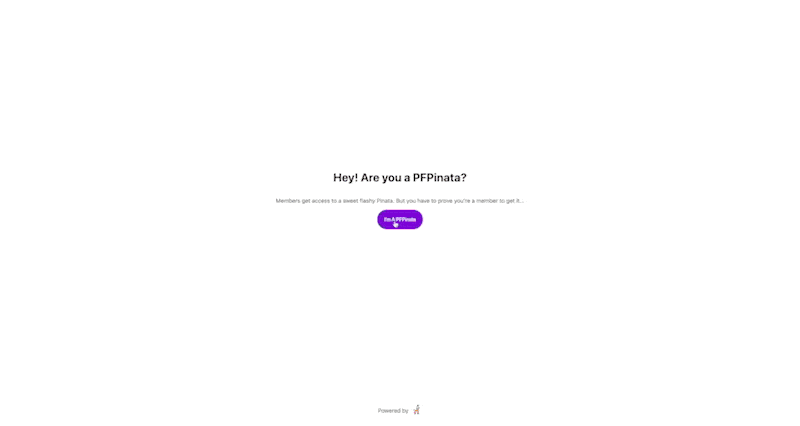 Hey! Are you a PFPinata?
Members get access to a sweet flashy Pinata. But you have to prove you're a member to get it...
I'm A PFPinata
Powered by